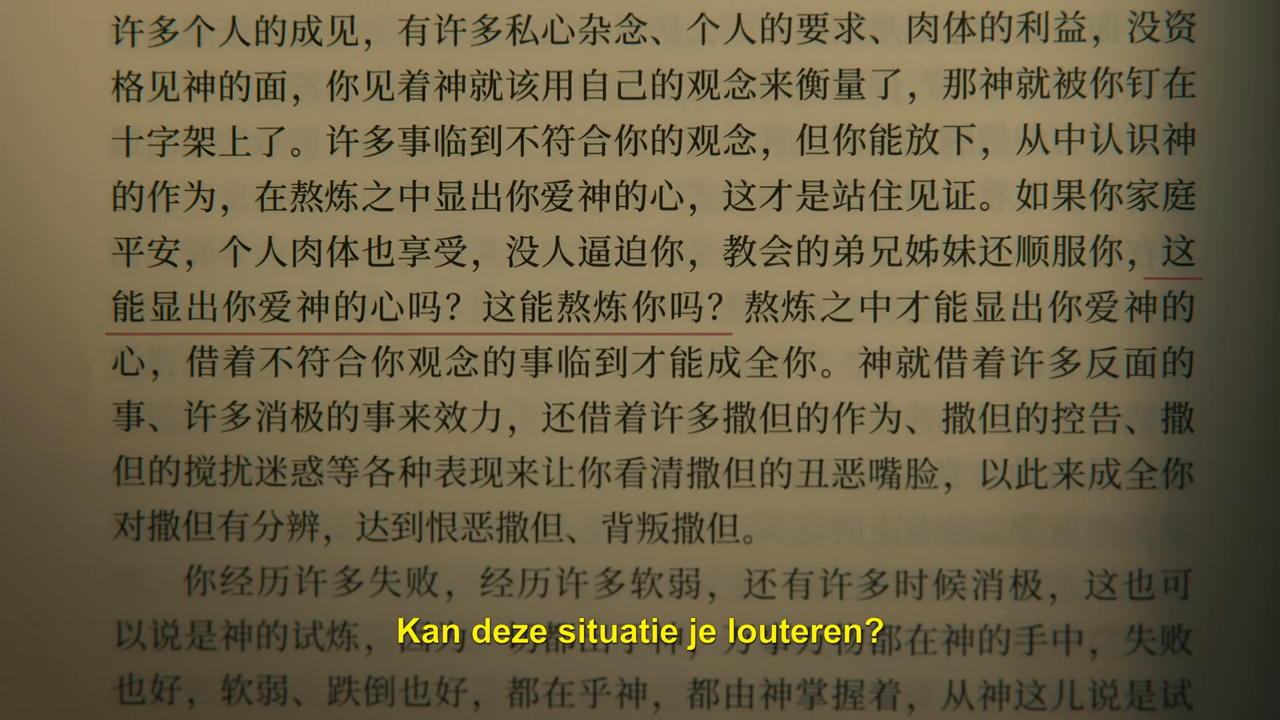 许多个人的成见，有许多私心杂念、个人的要求、肉体的利益，没资
格见神的面，你见着神就该用自己的观念来衡量了，那神就被你钉在
十字架上了。许多事临到不符合你的观念，但你能放下，从中认识神
的作为，在熬炼之中显出你爱神的心，这才是站住见证。如果你家庭
平安，个人肉体也享受，没人逼迫你，教会的弟兄姊妹还顺服你，这
能显出你爱神的心吗？这能熬炼你吗？熬炼之中才能显出你爱神的
心，借着不符合你观念的事临到才能成全你。神就借着许多反面的
事、许多消极的事来效力，还借着许多撒但的作为、撒但的控告、撒
但的搅扰迷惑等各种表现来让你看清撒但的丑恶嘴脸，以此来成全你
对撒但有分辨，达到恨恶撒但、背叛撒但。
你经历许多失败，经历许多软弱，还有许多时候消极，这也可
以说是神的试炼，都在神的手中，失败
Kan deze situatie je louteren?
也好，软弱、跌倒也好，都在乎神，都由神掌握着，从神这儿说是试